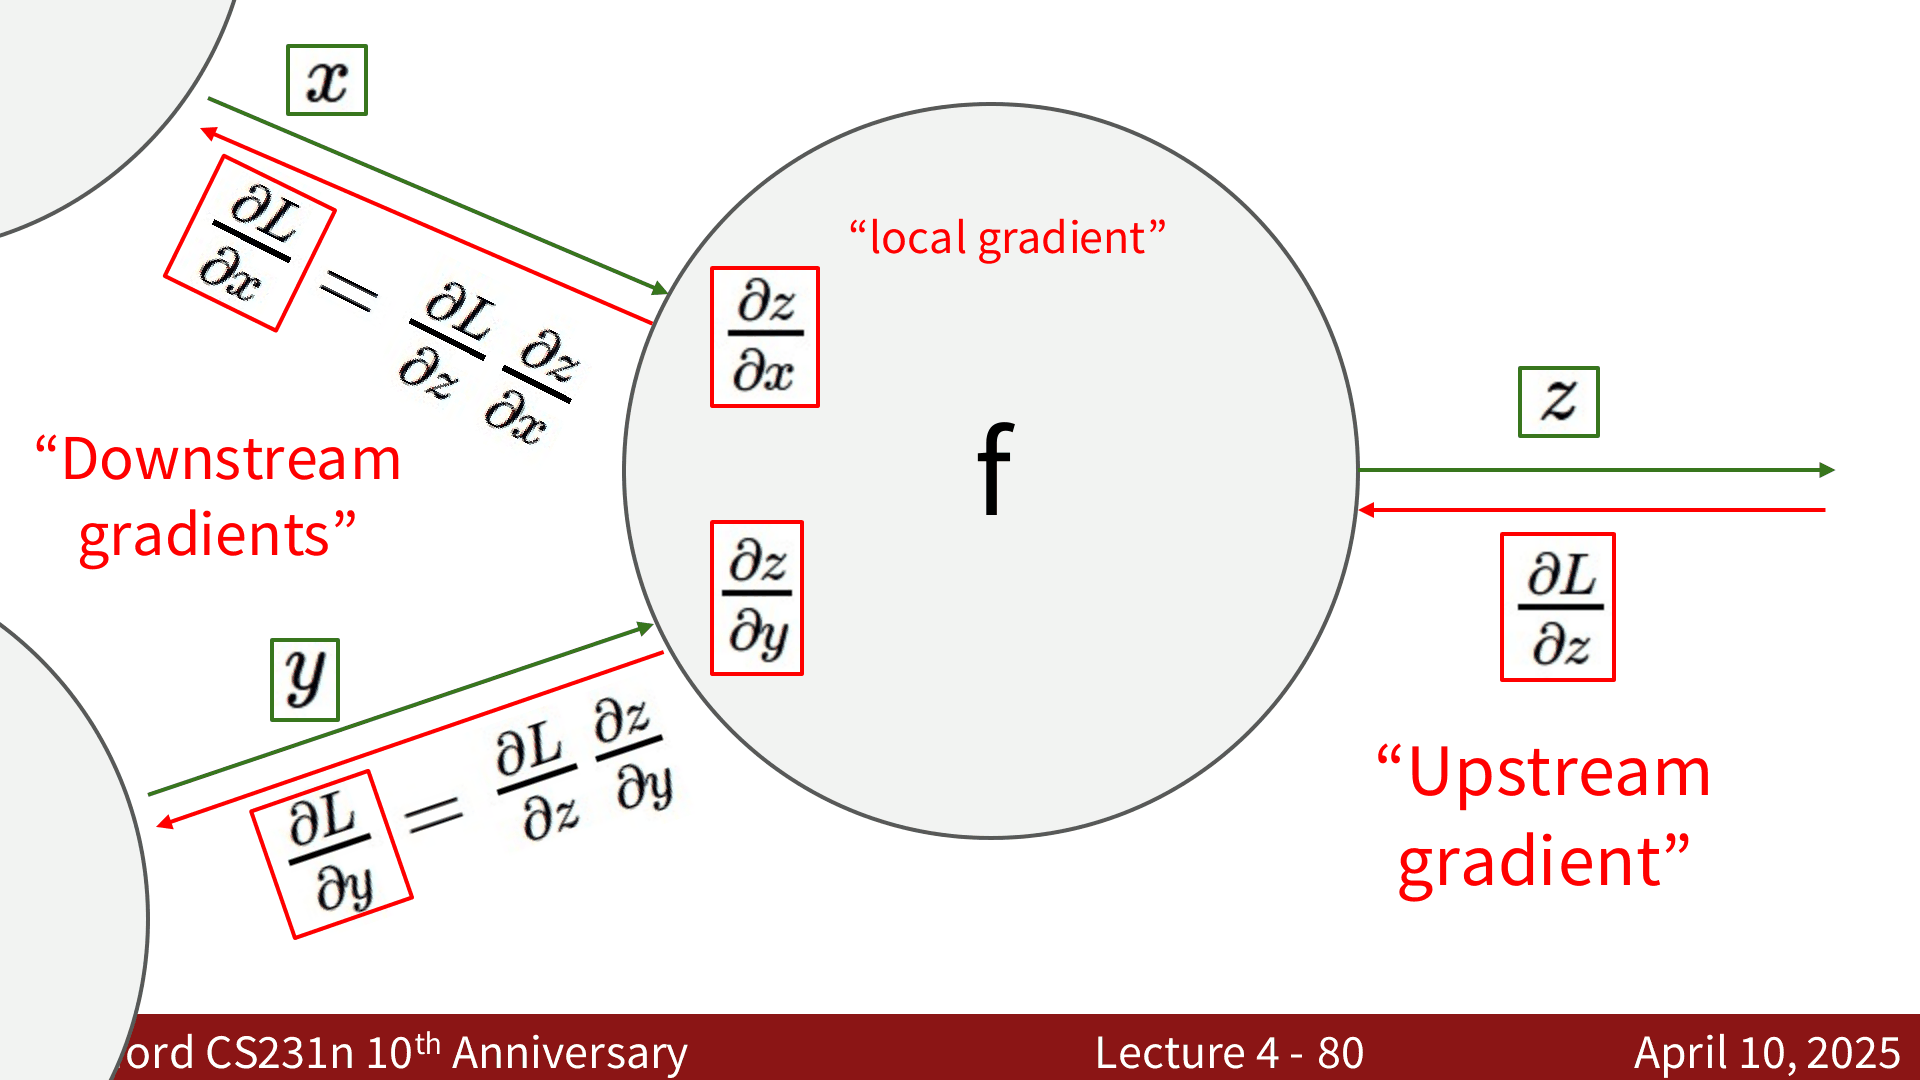 x
∂L/∂x = ∂L/∂z ∂z/∂x
“local gradient”
∂z/∂x
f
z
“Downstream
gradients”
∂z/∂y
∂L/∂z
y
∂L/∂y = ∂L/∂z ∂z/∂y
“Upstream
gradient”
ord CS231n 10th Anniversary
Lecture 4 - 80
April 10, 2025